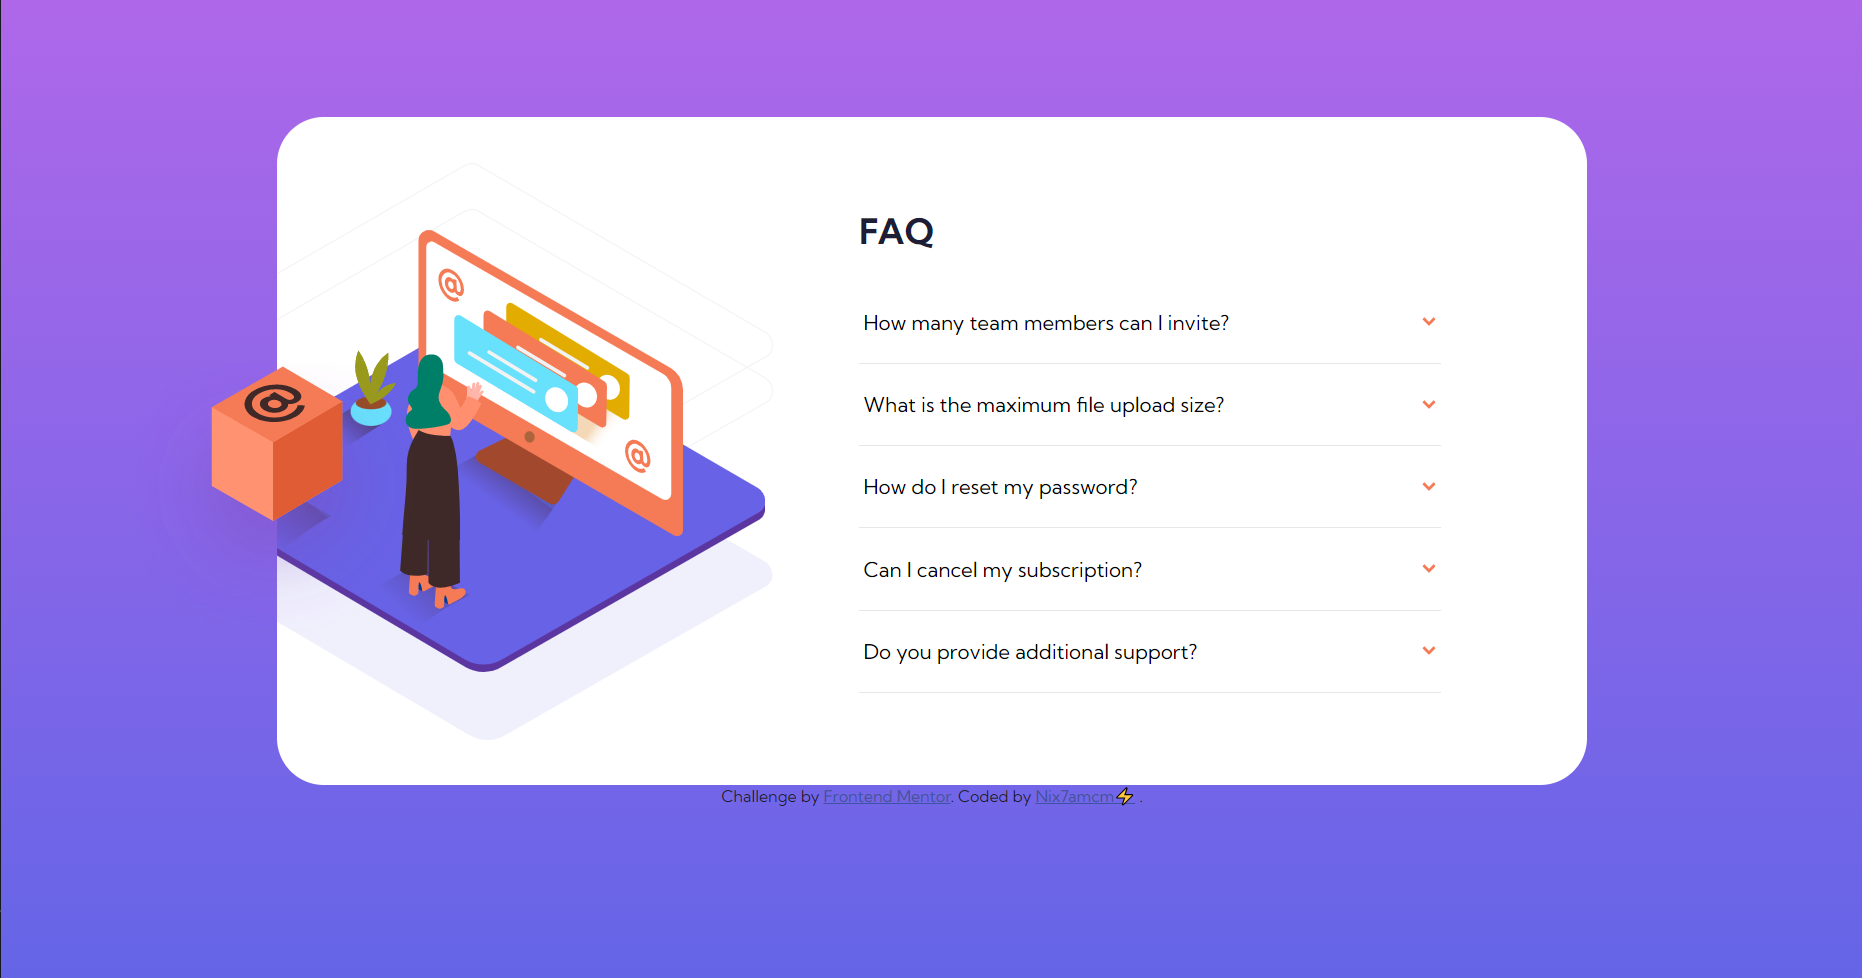 FAQ
How many team members can I invite?
What is the maximum file upload size?
How do I reset my password?
Can I cancel my subscription?
Do you provide additional support?
@
@
@
Challenge by Frontend Mentor. Coded by Nix7amcm⚡ .